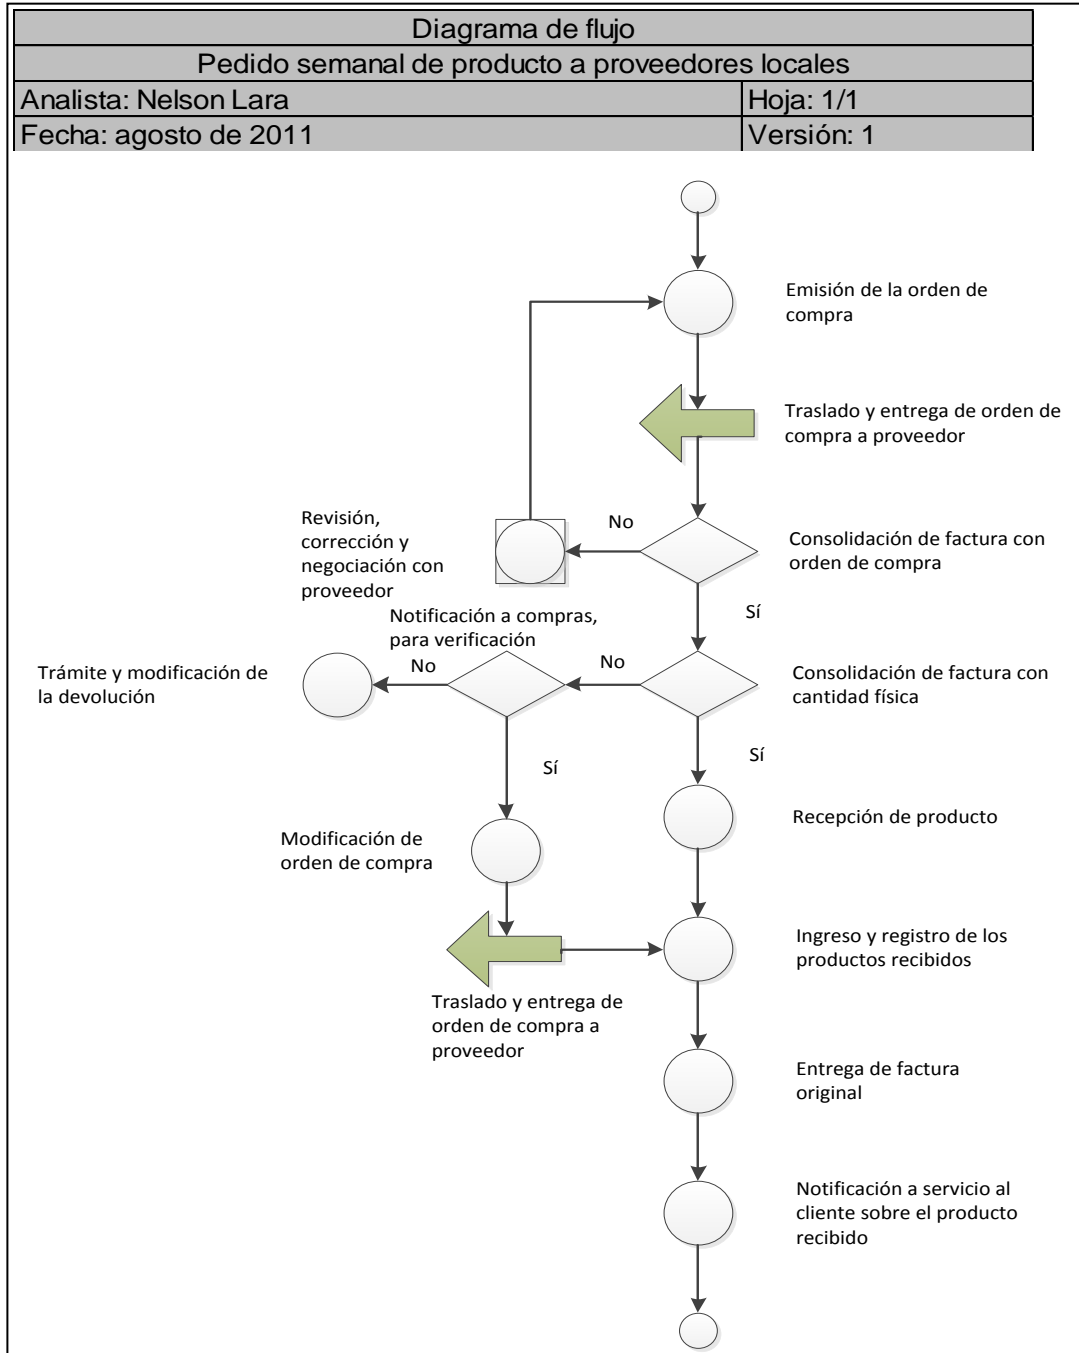 Diagrama de flujo
Pedido semanal de producto a proveedores locales
Analista: Nelson Lara
Hoja: 1/1
Fecha: agosto de 2011
Versión: 1
Emisión de la orden de
compra
Traslado y entrega de orden de
compra a proveedor
Revisión,
corrección y
negociación con
proveedor
No
Consolidación de factura con
orden de compra
Sí
Notificación a compras,
para verificación
Trámite y modificación de
la devolución
No
No
Consolidación de factura con
cantidad física
Sí
Sí
Modificación de
orden de compra
Recepción de producto
Traslado y entrega de
orden de compra a
proveedor
Ingreso y registro de los
productos recibidos
Entrega de factura
original
Notificación a servicio al
cliente sobre el producto
recibido